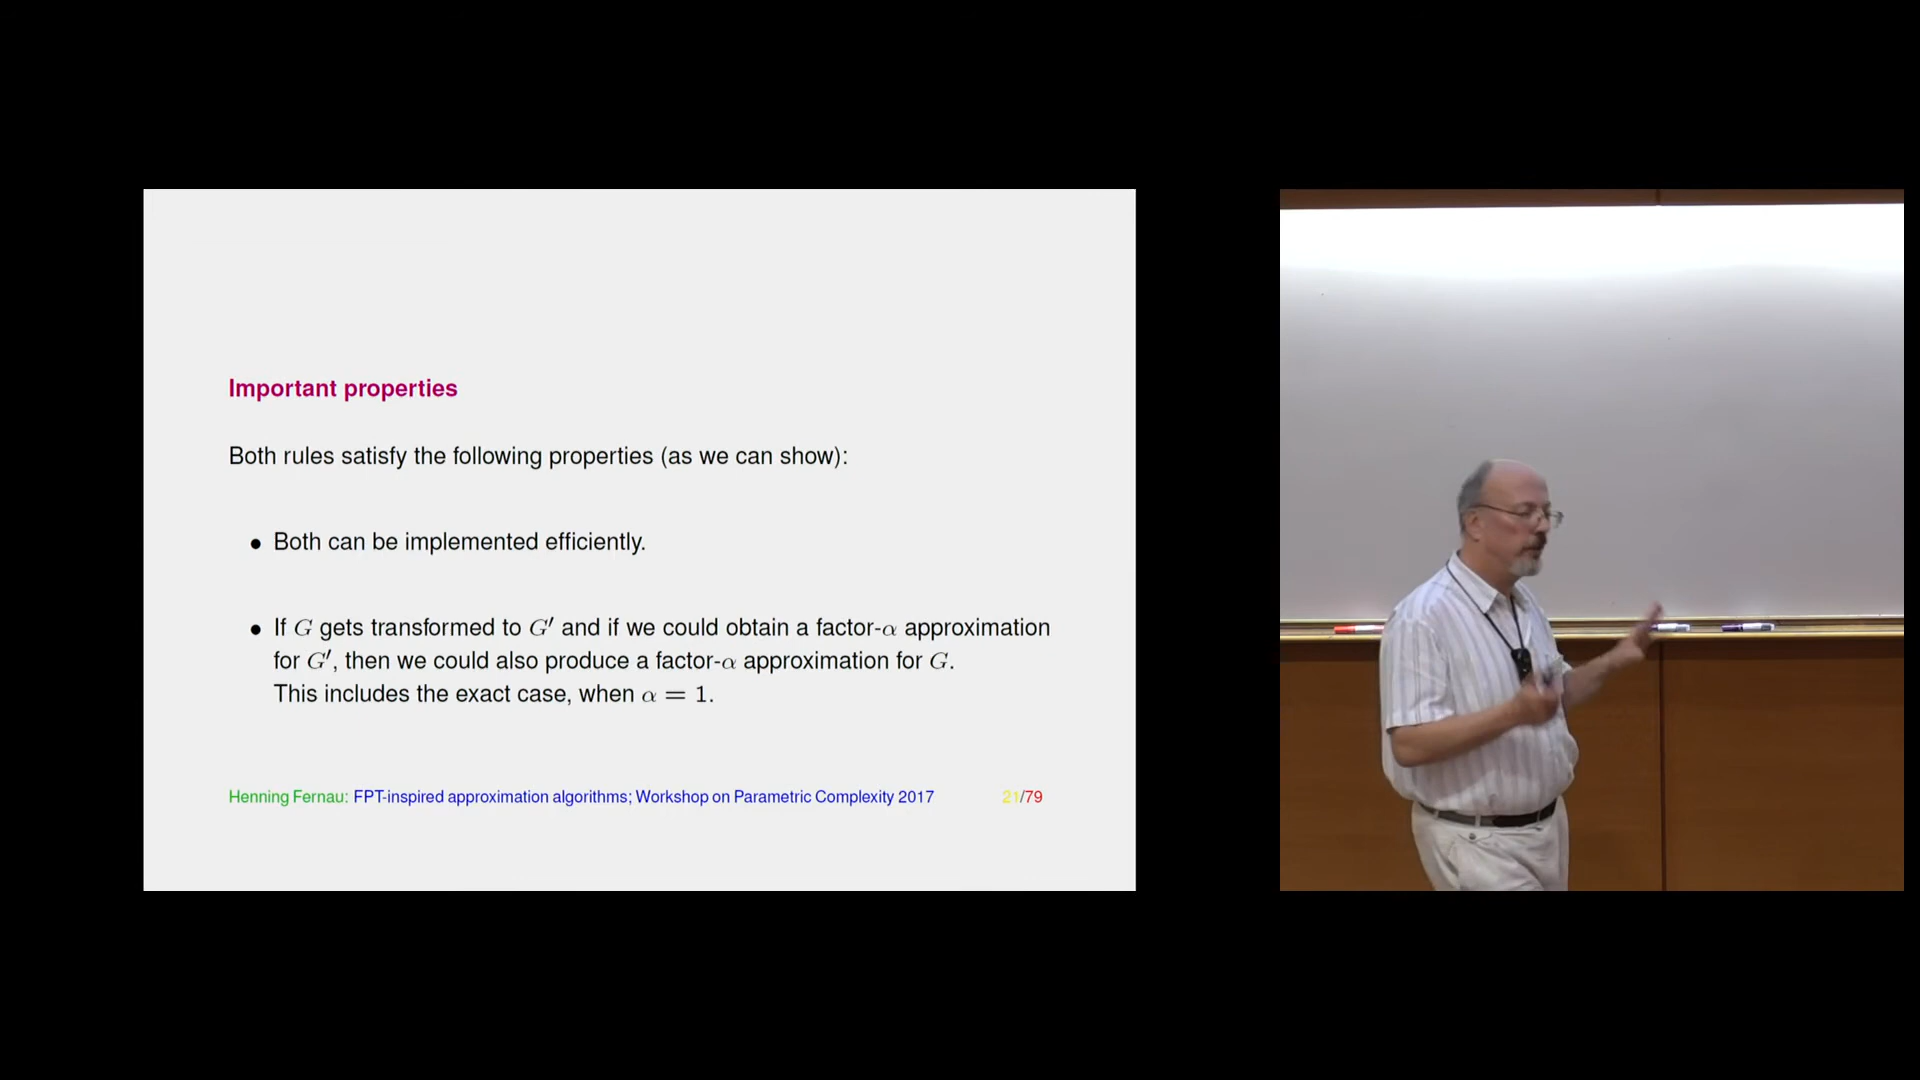 Important properties
Both rules satisfy the following properties (as we can show):
● Both can be implemented efficiently.
● If G gets transformed to G′ and if we could obtain a factor-α approximation
for G′, then we could also produce a factor-α approximation for G.
This includes the exact case, when α = 1.
Henning Fernau: FPT-inspired approximation algorithms; Workshop on Parametric Complexity 2017 21/79